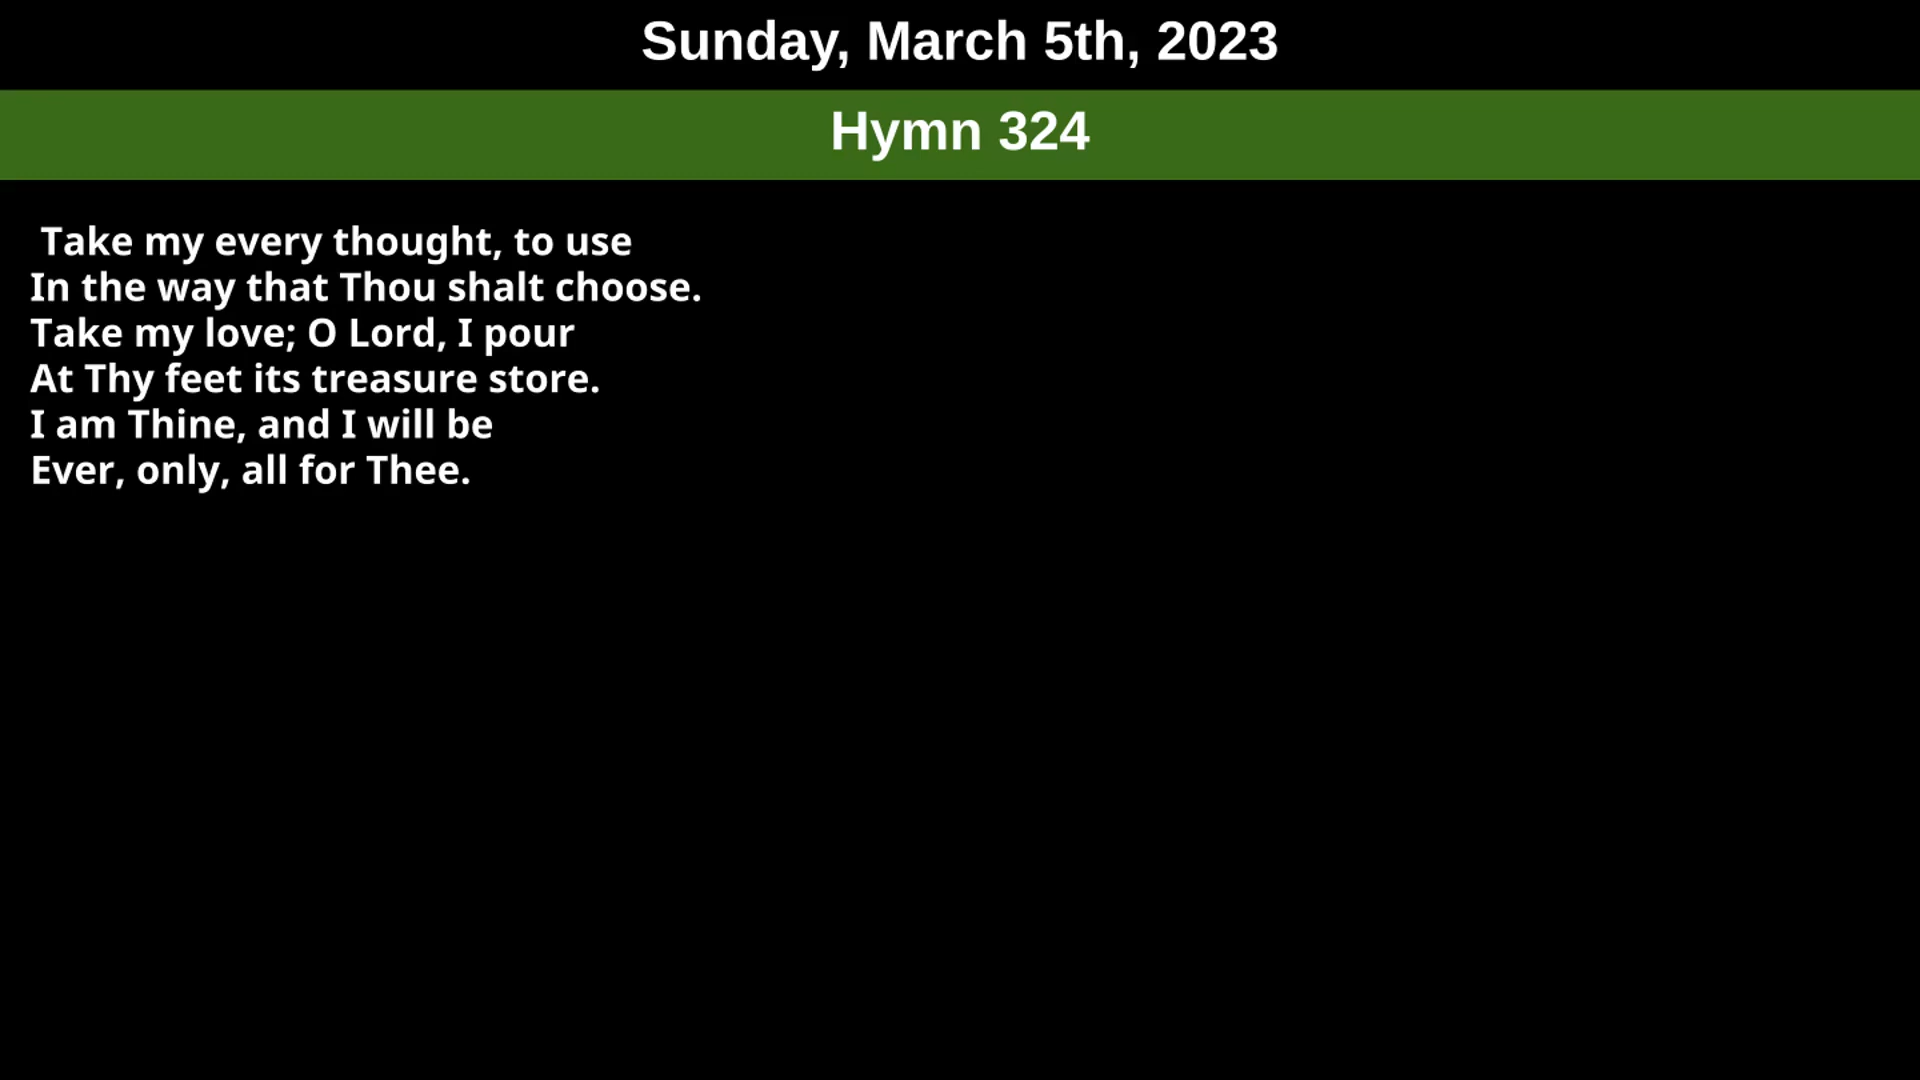 Sunday, March 5th, 2023
Hymn 324
Take my every thought, to use
In the way that Thou shalt choose.
Take my love; O Lord, I pour
At Thy feet its treasure store.
I am Thine, and I will be
Ever, only, all for Thee.